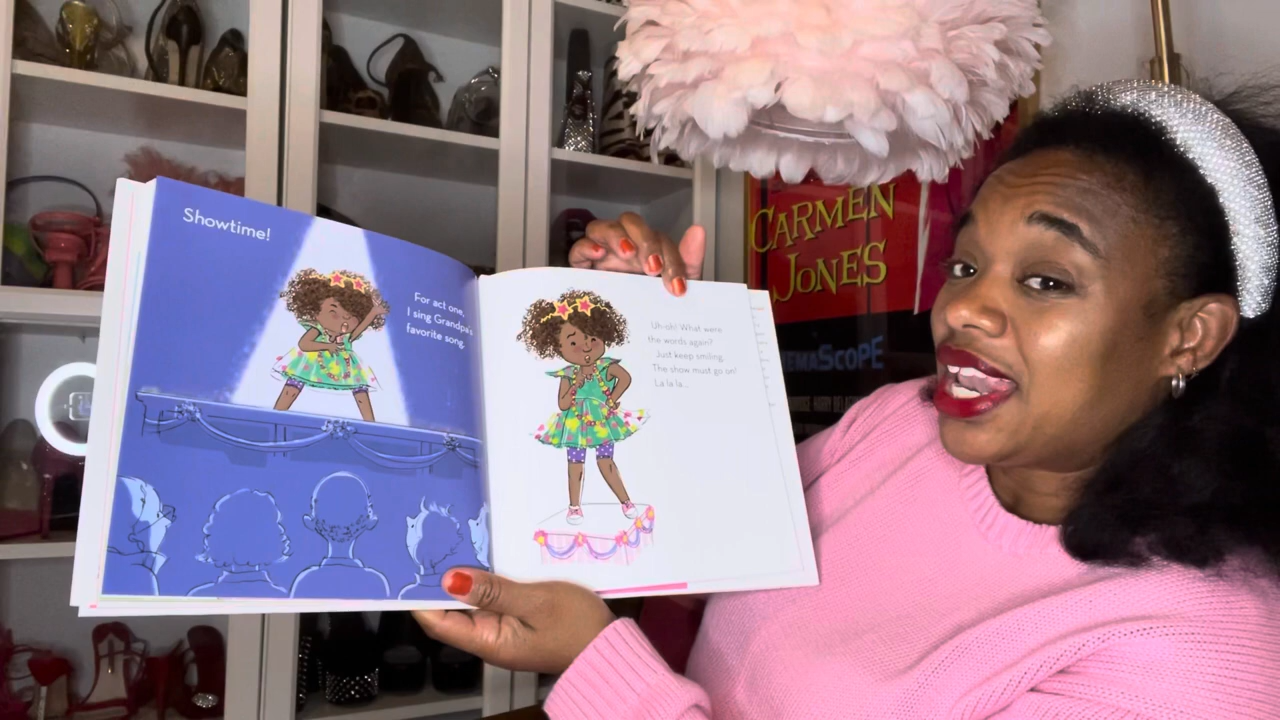 Showtime!
For act one,
I sing Grandpa's
favorite song.
Uh-oh! What were
the words again?
Just keep smiling.
The show must go on!
La la la...
CARMEN
JONES
CINEMASCOPE